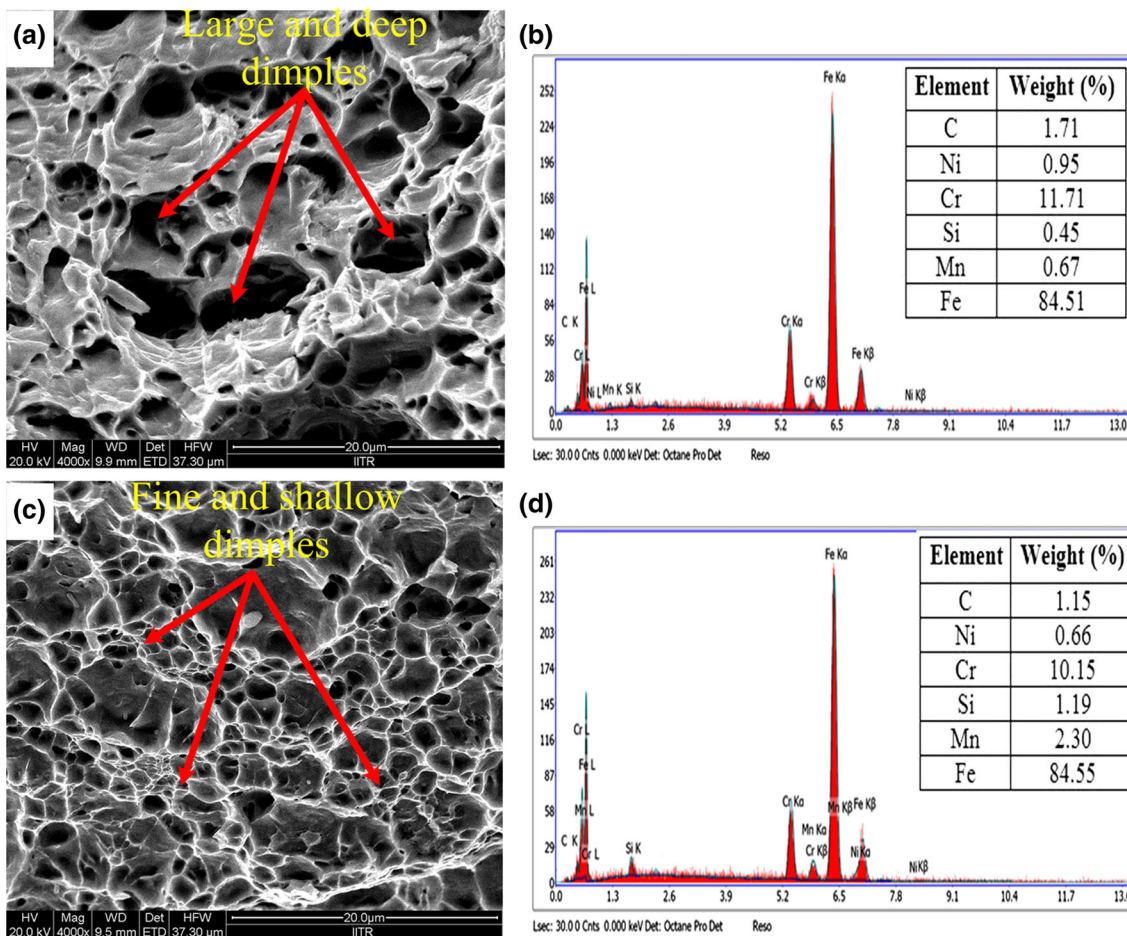 (a)
Large and deep
dimples
HV Mag WD Det HFW 20.0µm
20.0 kV 4000x 9.9 mm ETD 37.30 µm IITR
(b)
252
224
196
168
140
112
84
56
28
0
Fe Ka
Fe L
C K
Cr L
Ni L
Mn K
Si K
Cr Ka
Cr Kβ
Fe Kβ
Ni Kβ
0.0 1.3 2.6 3.9 5.2 6.5 7.8 9.1 10.4 11.7 13.0
Lsec: 30.0 0 Cnts 0.000 keV Det: Octane Pro Det Reso
Element Weight (%)
C 1.71
Ni 0.95
Cr 11.71
Si 0.45
Mn 0.67
Fe 84.51
(c)
Fine and shallow
dimples
HV Mag WD Det HFW 20.0µm
20.0 kV 4000x 9.5 mm ETD 37.30 µm IITR
(d)
261
232
203
174
145
116
87
58
29
0
Fe Ka
Cr L
Fe L
Mn L
C K
Cr L
Si K
Cr Ka
Mn Ka
Cr Kβ
Mn Kβ
Fe Kβ
Ni Ka
Ni Kβ
0.0 1.3 2.6 3.9 5.2 6.5 7.8 9.1 10.4 11.7 13.0
Lsec: 30.0 0 Cnts 0.000 keV Det: Octane Pro Det Reso
Element Weight (%)
C 1.15
Ni 0.66
Cr 10.15
Si 1.19
Mn 2.30
Fe 84.55